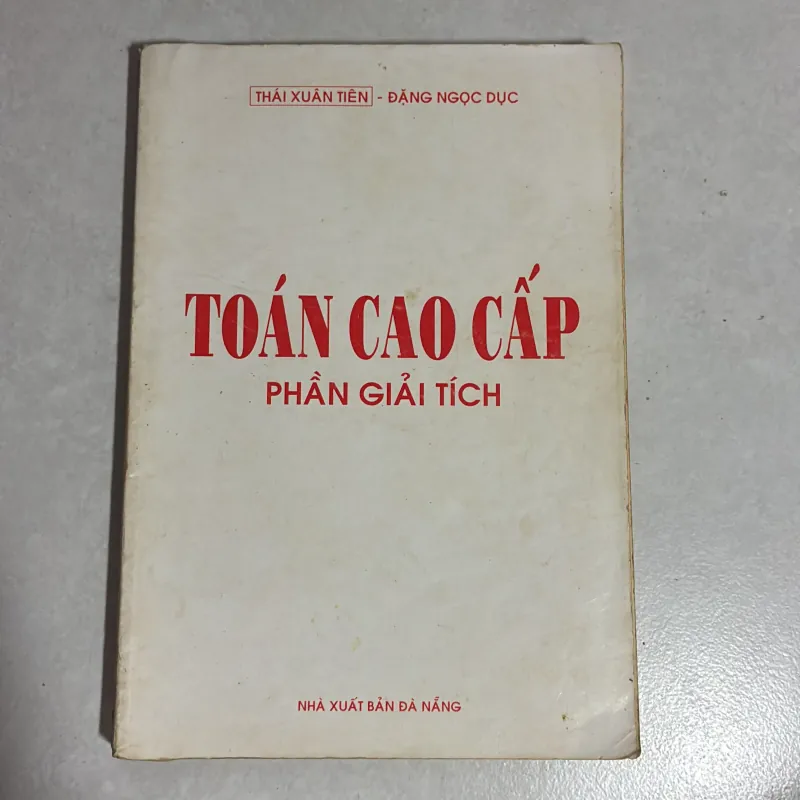 THÁI XUÂN TIÊN - ĐẶNG NGỌC DỤC
TOÁN CAO CẤP
PHẦN GIẢI TÍCH
NHÀ XUẤT BẢN ĐÀ NẴNG